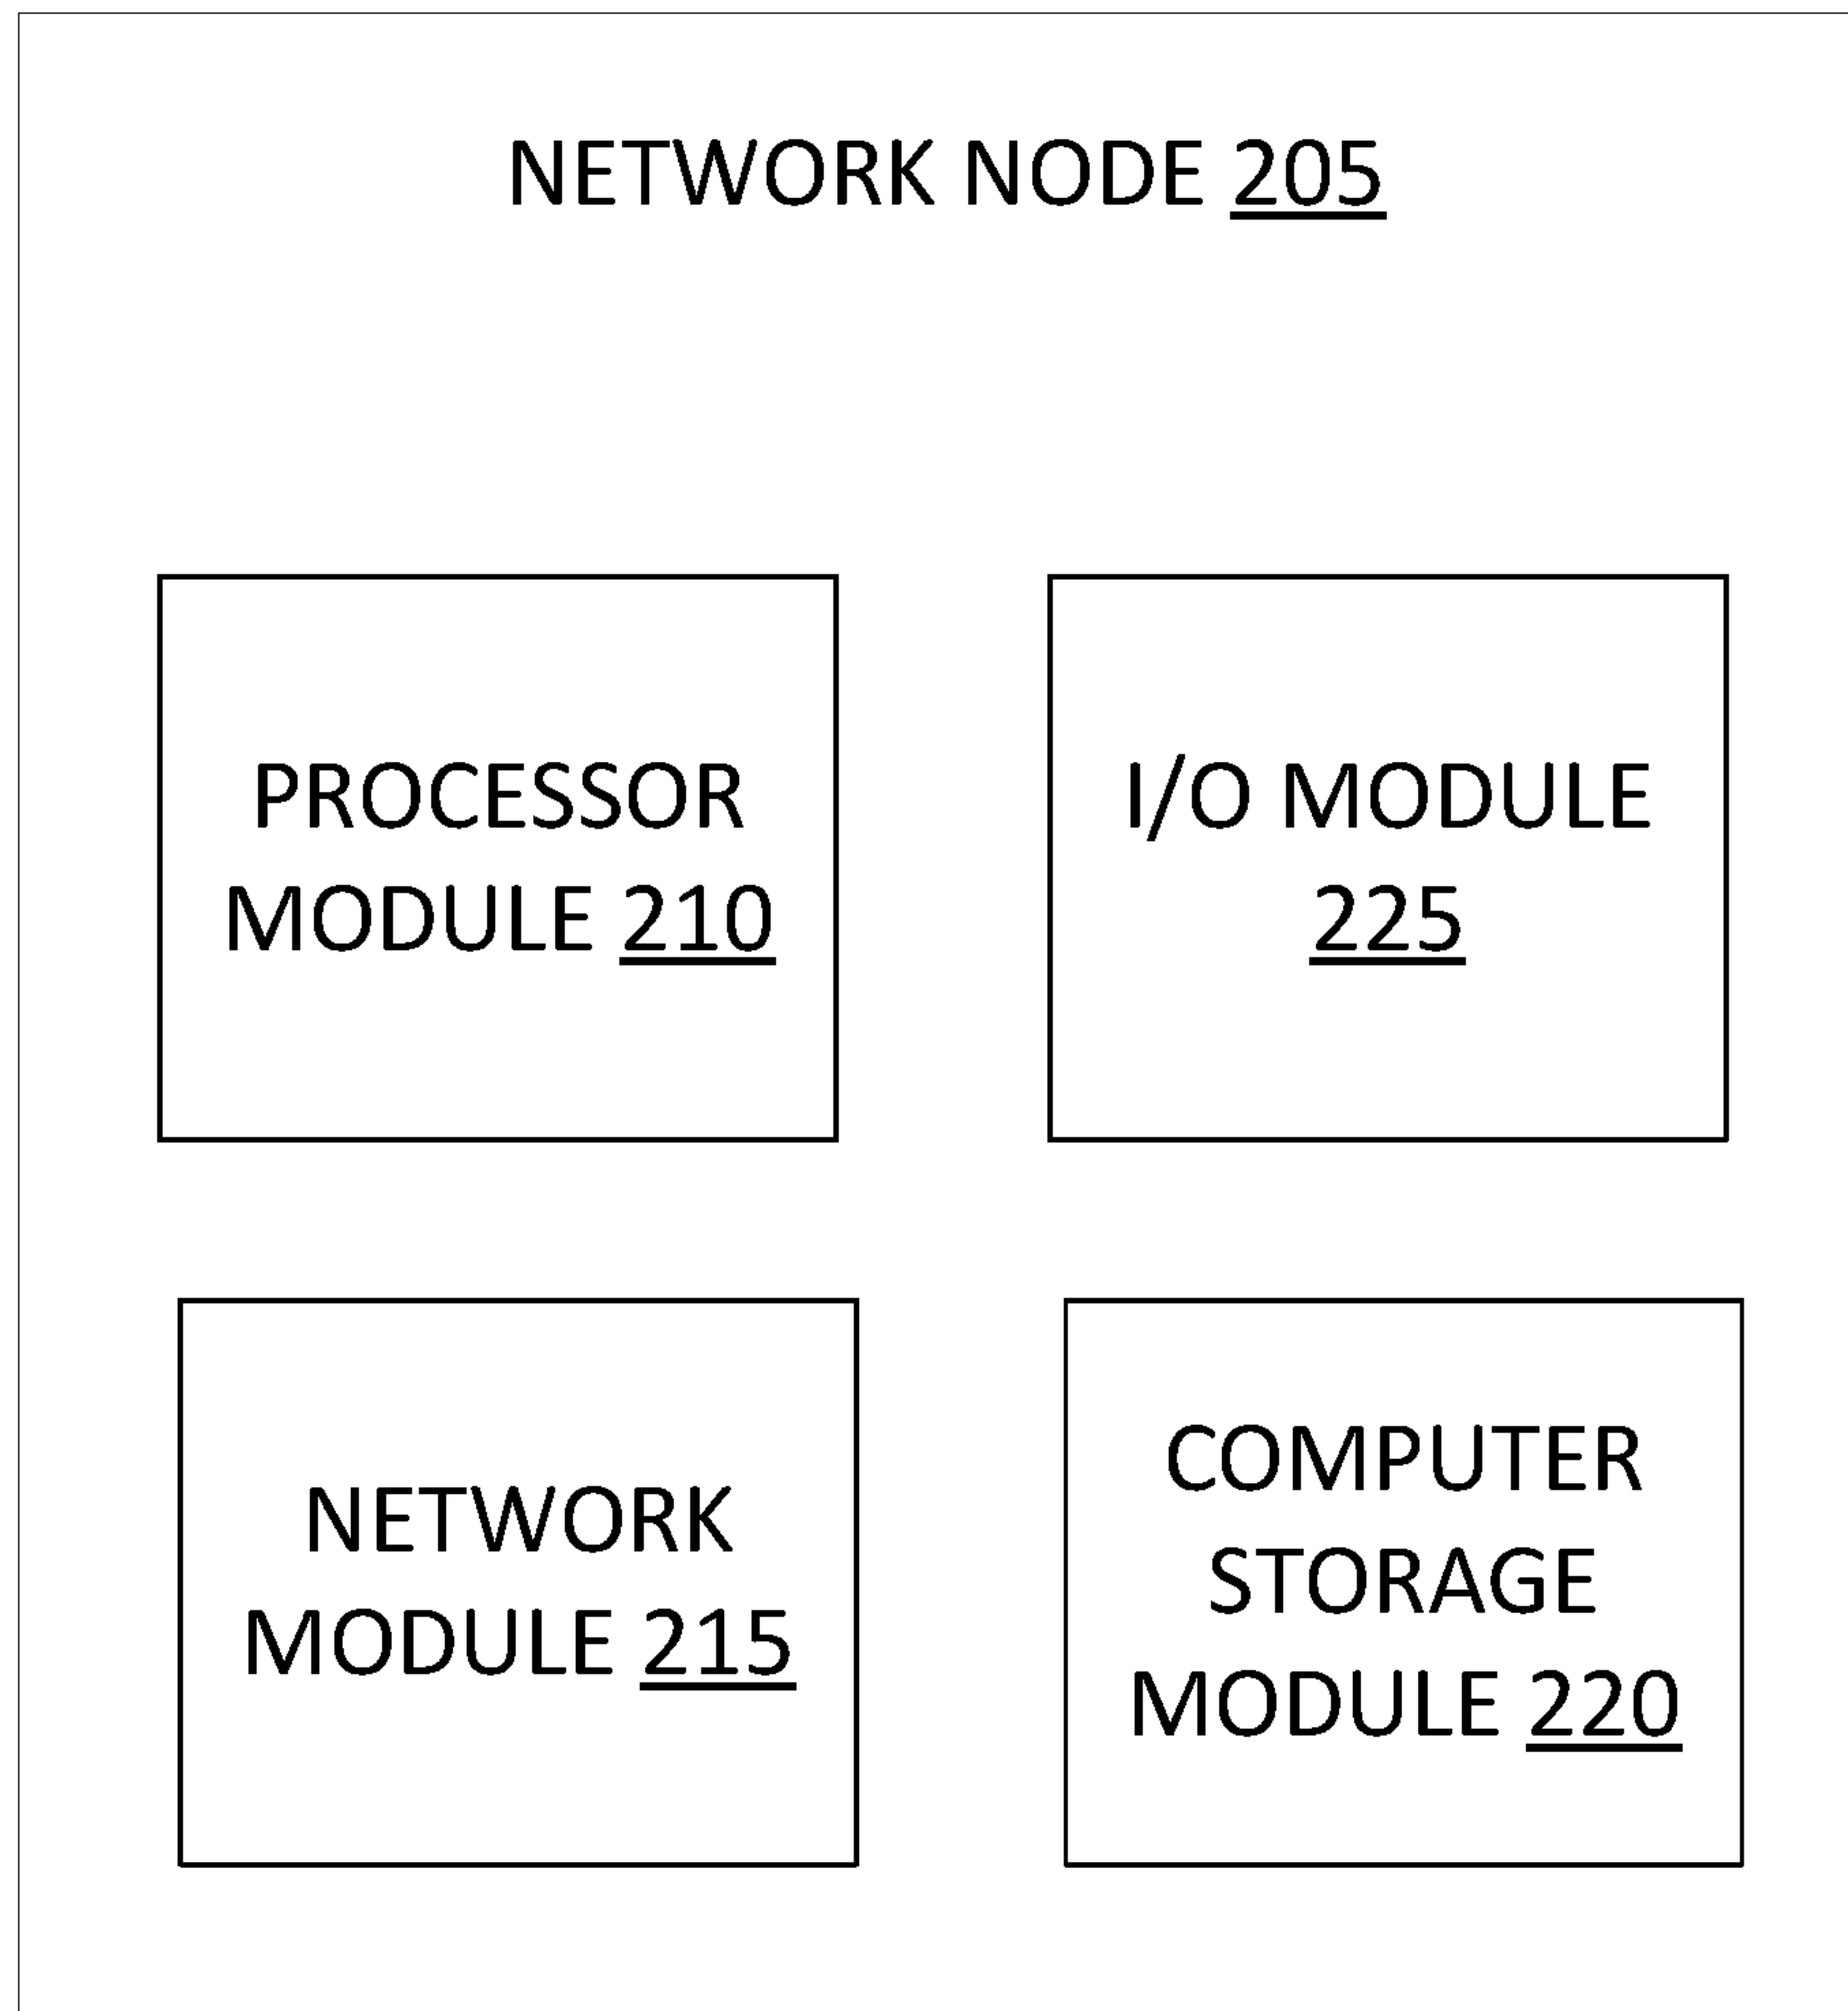 NETWORK NODE 205
PROCESSOR
MODULE 210
I/O MODULE
225
NETWORK
MODULE 215
COMPUTER
STORAGE
MODULE 220